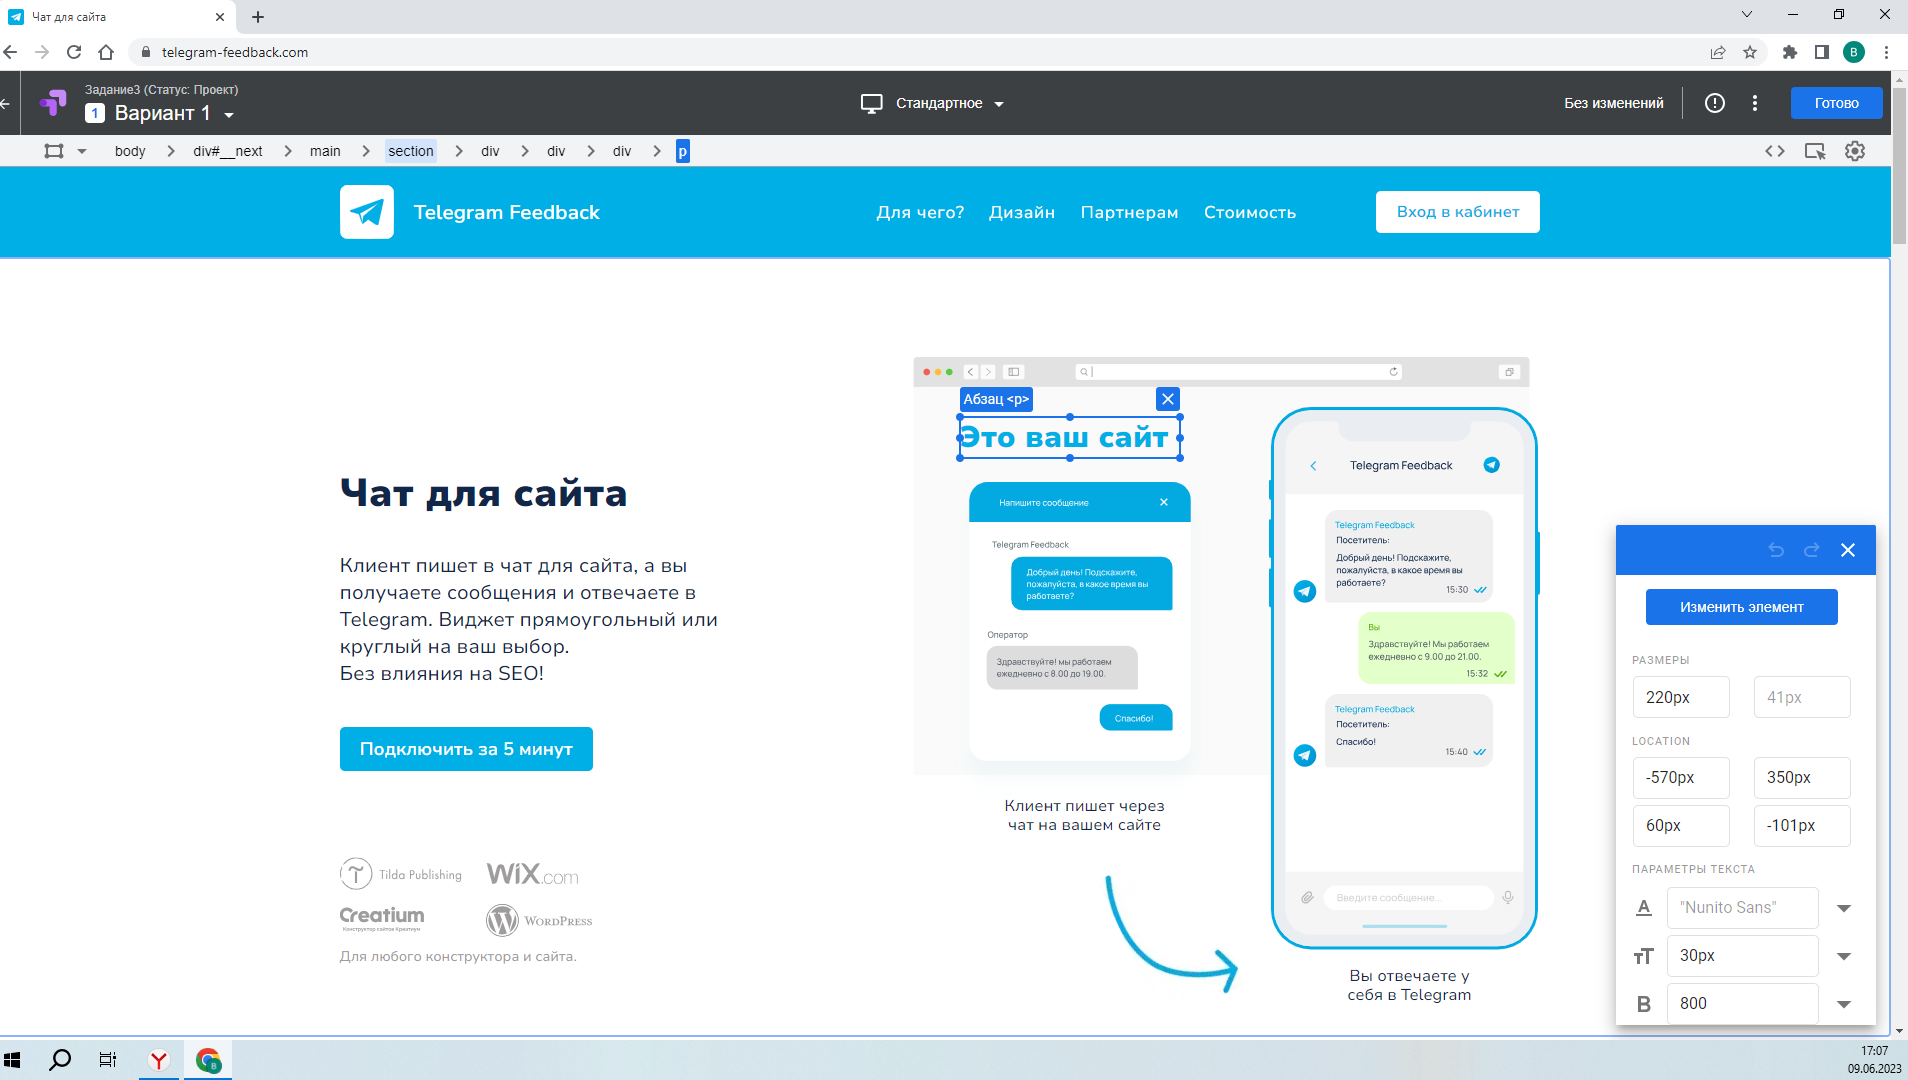 Чат для сайта
telegram-feedback.com
B
Задание3 (Статус: Проект)
1 Вариант 1
Стандартное
Без изменений
Готово
body
div#__next
main
section
div
div
div
p
Telegram Feedback
Для чего?
Дизайн
Партнерам
Стоимость
Вход в кабинет
Абзац <p>
Это ваш сайт
Чат для сайта
Клиент пишет в чат для сайта, а вы
получаете сообщения и отвечаете в
Telegram. Виджет прямоугольный или
круглый на ваш выбор.
Без влияния на SEO!
Подключить за 5 минут
Tilda Publishing
WiX.com
Creatium
Конструктор сайтов Креатиум
WordPress
Для любого конструктора и сайта.
Напишите сообщение
Telegram Feedback
Добрый день! Подскажите,
пожалуйста, в какое время вы
работаете?
Оператор
Здравствуйте! мы работаем
ежедневно с 8.00 до 19.00.
Спасибо!
Клиент пишет через
чат на вашем сайте
Telegram Feedback
Telegram Feedback
Посетитель:
Добрый день! Подскажите,
пожалуйста, в какое время вы
работаете?
15:30
Вы
Здравствуйте! Мы работаем
ежедневно с 9.00 до 21.00.
15:32
Telegram Feedback
Посетитель:
Спасибо!
15:40
Введите сообщение...
Вы отвечаете у
себя в Telegram
Изменить элемент
РАЗМЕРЫ
220px
41px
LOCATION
-570px
350px
60px
-101px
ПАРАМЕТРЫ ТЕКСТА
A
"Nunito Sans"
30px
B
800
17:07
09.06.2023